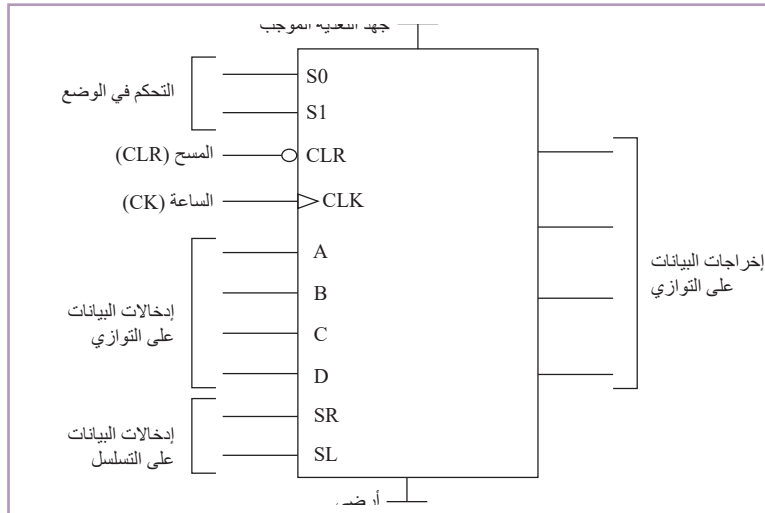 جهد التغذية الموجب
التحكم في الوضع
S0
S1
المسح (CLR)
CLR
الساعة (CK)
CLK
إدخالات البيانات
على التوازي
A
B
C
D
إدخالات البيانات
على التسلسل
SR
SL
إخراجات البيانات
على التوازي
أرضي